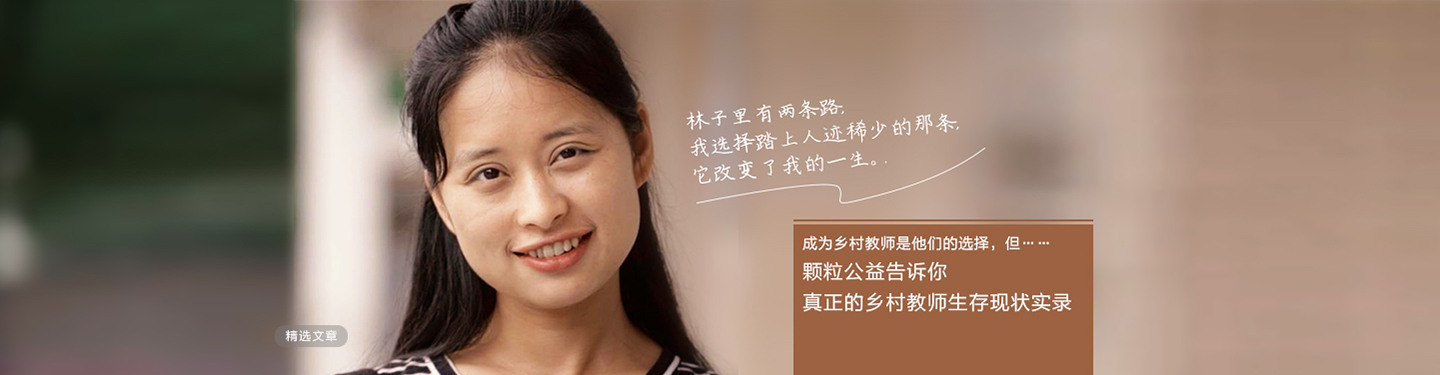 林子里有两条路,
我选择踏上人迹稀少的那条,
它改变了我的一生。
成为乡村教师是他们的选择，但……
颗粒公益告诉你
真正的乡村教师生存现状实录
精选文章